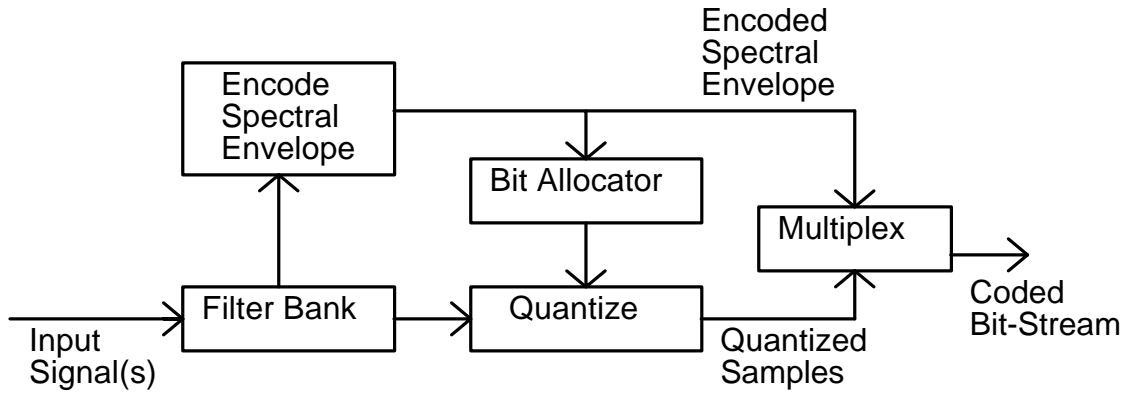 Encoded
Spectral
Envelope
Encode
Spectral
Envelope
Bit Allocator
Multiplex
Filter Bank
Quantize
Input
Signal(s)
Quantized
Samples
Coded
Bit-Stream